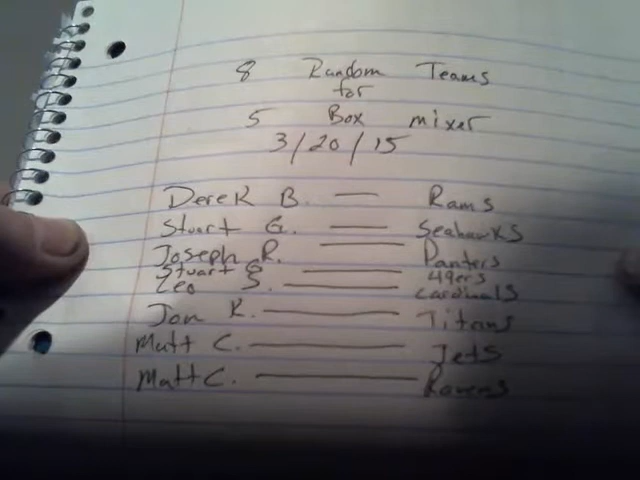 8 Random Teams
for
5 Box mixer
3/20/15
Derek B. — Rams
Stuart G. — Seahawks
Joseph R. — Panters
Stuart G — 49ers
Leo S. — Cardinals
Jon K. — Titans
Matt C. — Jets
Matt C. — Ravens